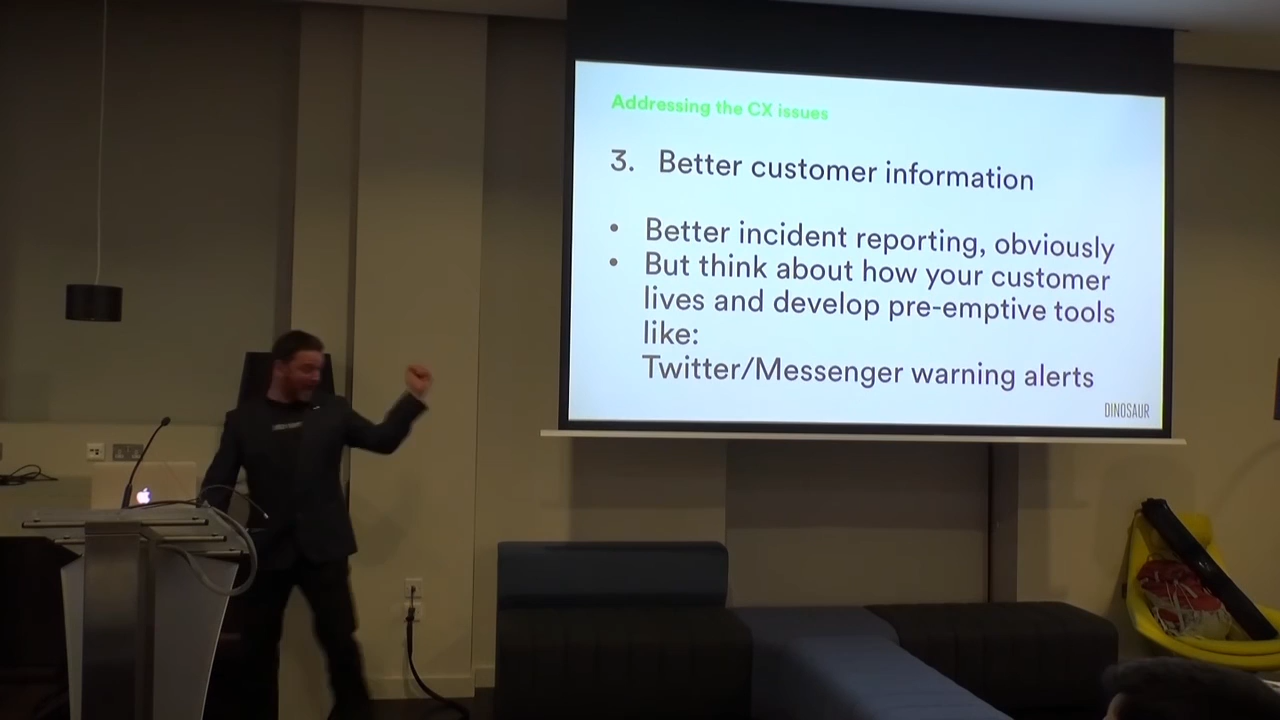 Addressing the CX issues
3. Better customer information
• Better incident reporting, obviously
• But think about how your customer
lives and develop pre-emptive tools
like:
Twitter/Messenger warning alerts
DINOSAUR